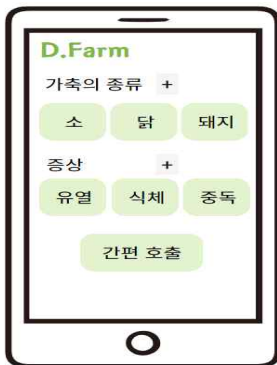 D.Farm
가축의 종류 +
소 닭 돼지
증상 +
유열 식체 중독
간편 호출